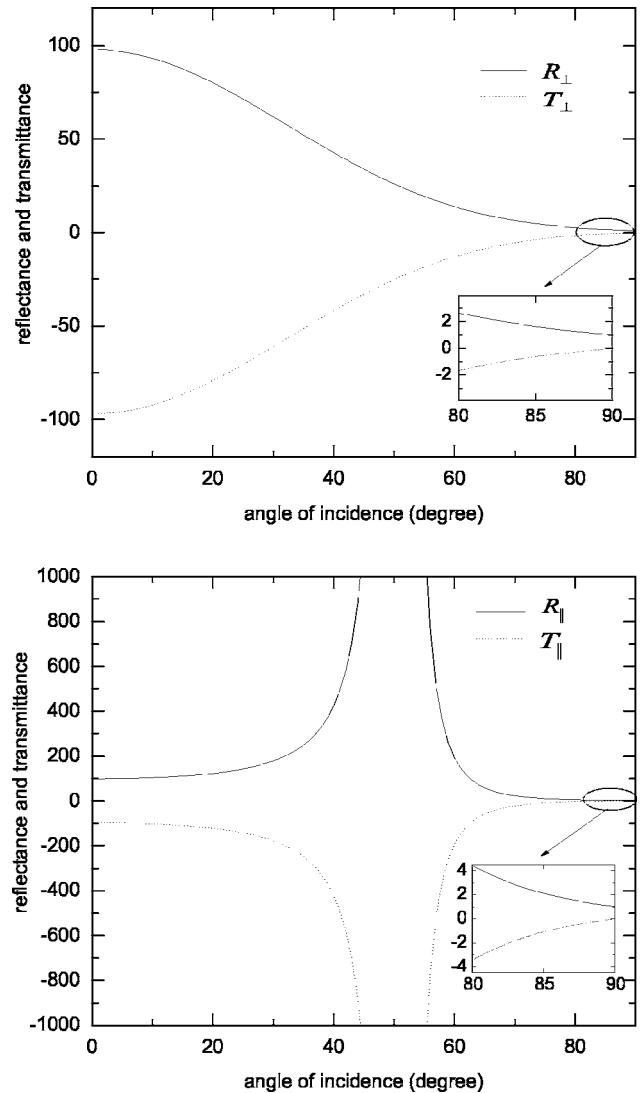 reflectance and transmittance
100
50
0
-50
-100
R⊥
T⊥
2
0
-2
80 85 90
0 20 40 60 80
angle of incidence (degree)
reflectance and transmittance
1000
800
600
400
200
0
-200
-400
-600
-800
-1000
R∥
T∥
4
2
0
-2
-4
80 85 90
0 20 40 60 80
angle of incidence (degree)